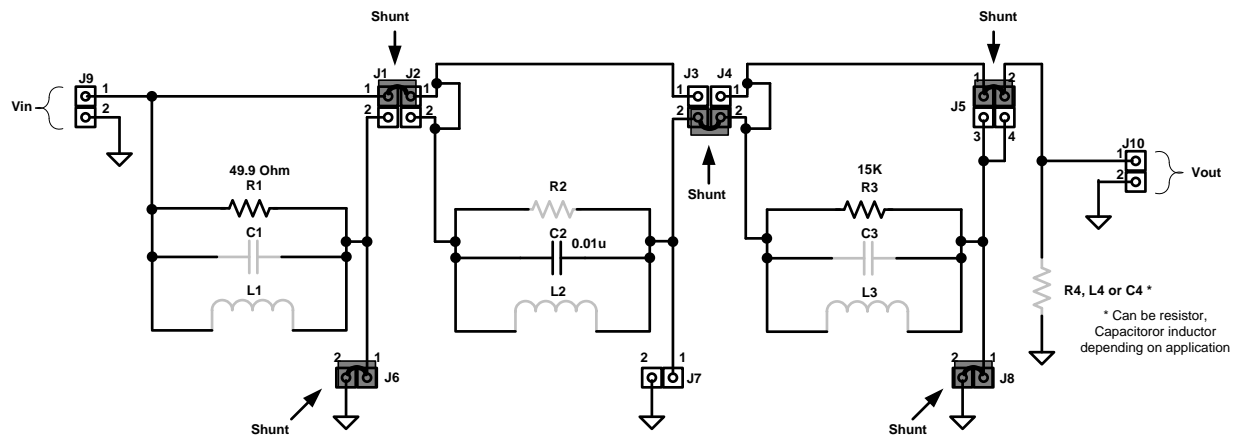 Shunt
Shunt
J9
1
2
Vin
J1 J2
1 1
2 2
J3 J4
1 1
2 2
Shunt
1 2
J5
3 4
J10
1
2
Vout
49.9 Ohm
R1
C1
L1
R2
C2 0.01u
L2
15K
R3
C3
L3
R4, L4 or C4 *
* Can be resistor,
Capacitoror inductor
depending on application
2 1
J6
Shunt
2 1
J7
2 1
J8
Shunt